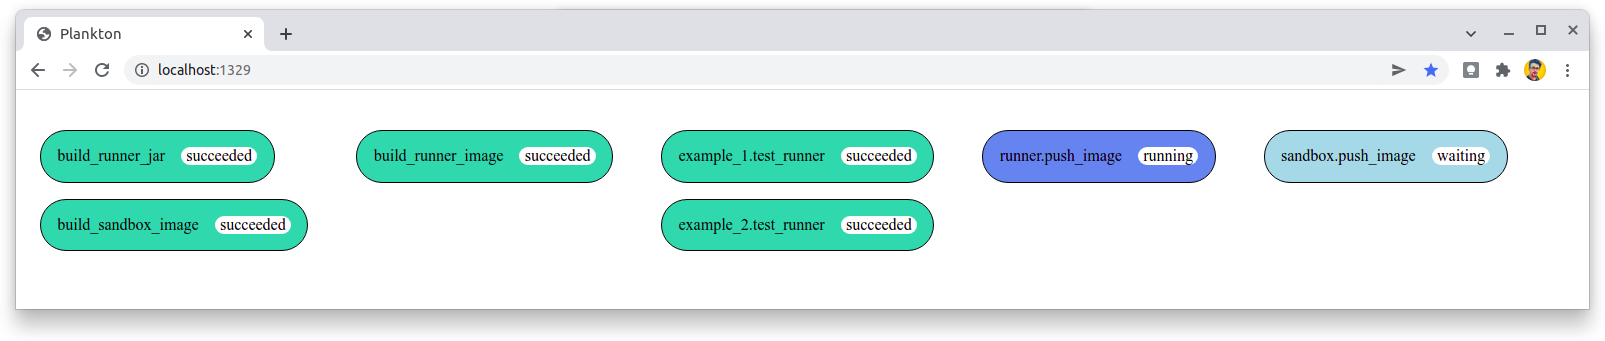 Plankton
localhost:1329
build_runner_jar succeeded
build_runner_image succeeded
example_1.test_runner succeeded
runner.push_image running
sandbox.push_image waiting
build_sandbox_image succeeded
example_2.test_runner succeeded